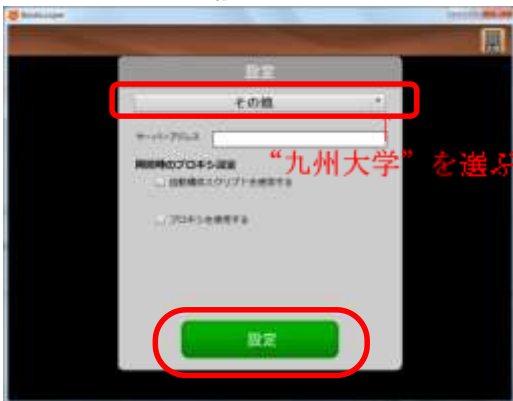 BookLooper
設定
その他
サーバーアドレス
“九州大学” を選ぶ
同期時のプロキシ設定
自動構成スクリプトを使用する
プロキシを使用する
設定